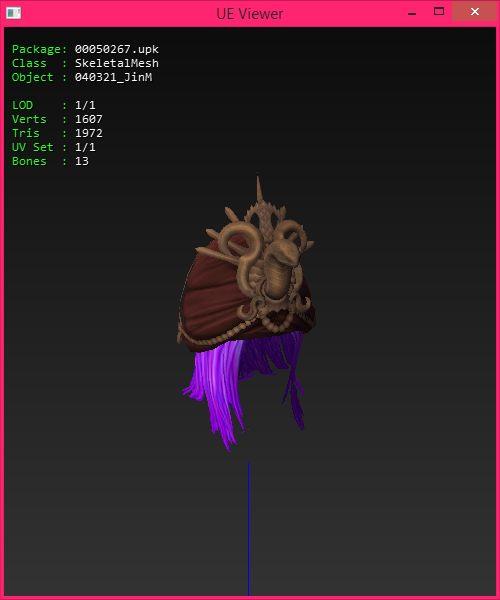 UE Viewer
Package: 00050267.upk
Class : SkeletalMesh
Object : 040321_JinM
LOD : 1/1
Verts : 1607
Tris : 1972
UV Set : 1/1
Bones : 13